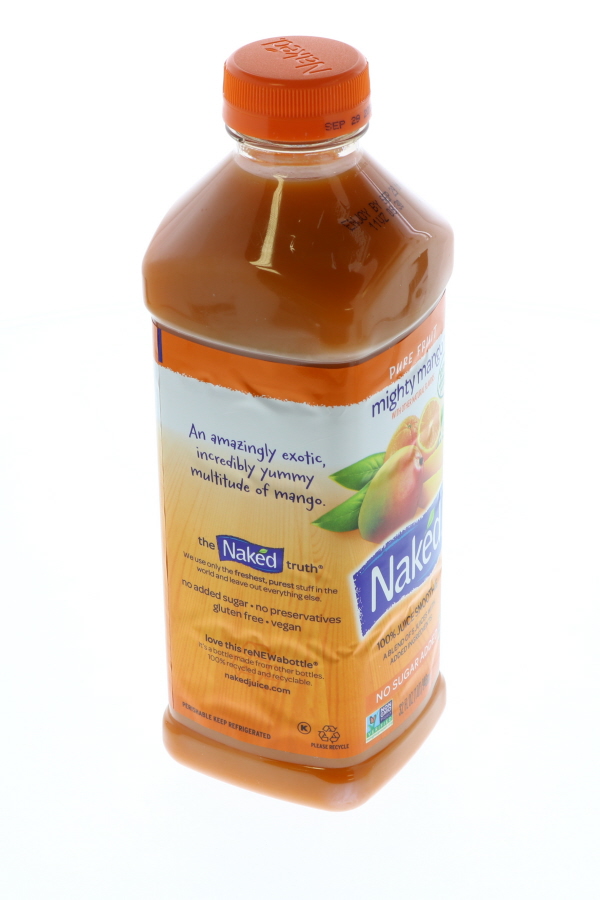 Naked
SEP 29
ENJOY BY
PURE FRUIT
mighty mango
An amazingly exotic,
incredibly yummy
multitude of mango.
the Naked truth®
We use only the freshest, purest stuff in the
world and leave out everything else.
no added sugar • no preservatives
gluten free • vegan
love this reNEWabottle®
It's a bottle made from other bottles.
100% recycled and recyclable.
nakedjuice.com
PERISHABLE KEEP REFRIGERATED
K
PLEASE RECYCLE
Naked
100% JUICE SMOOTHIE
NO SUGAR ADDED